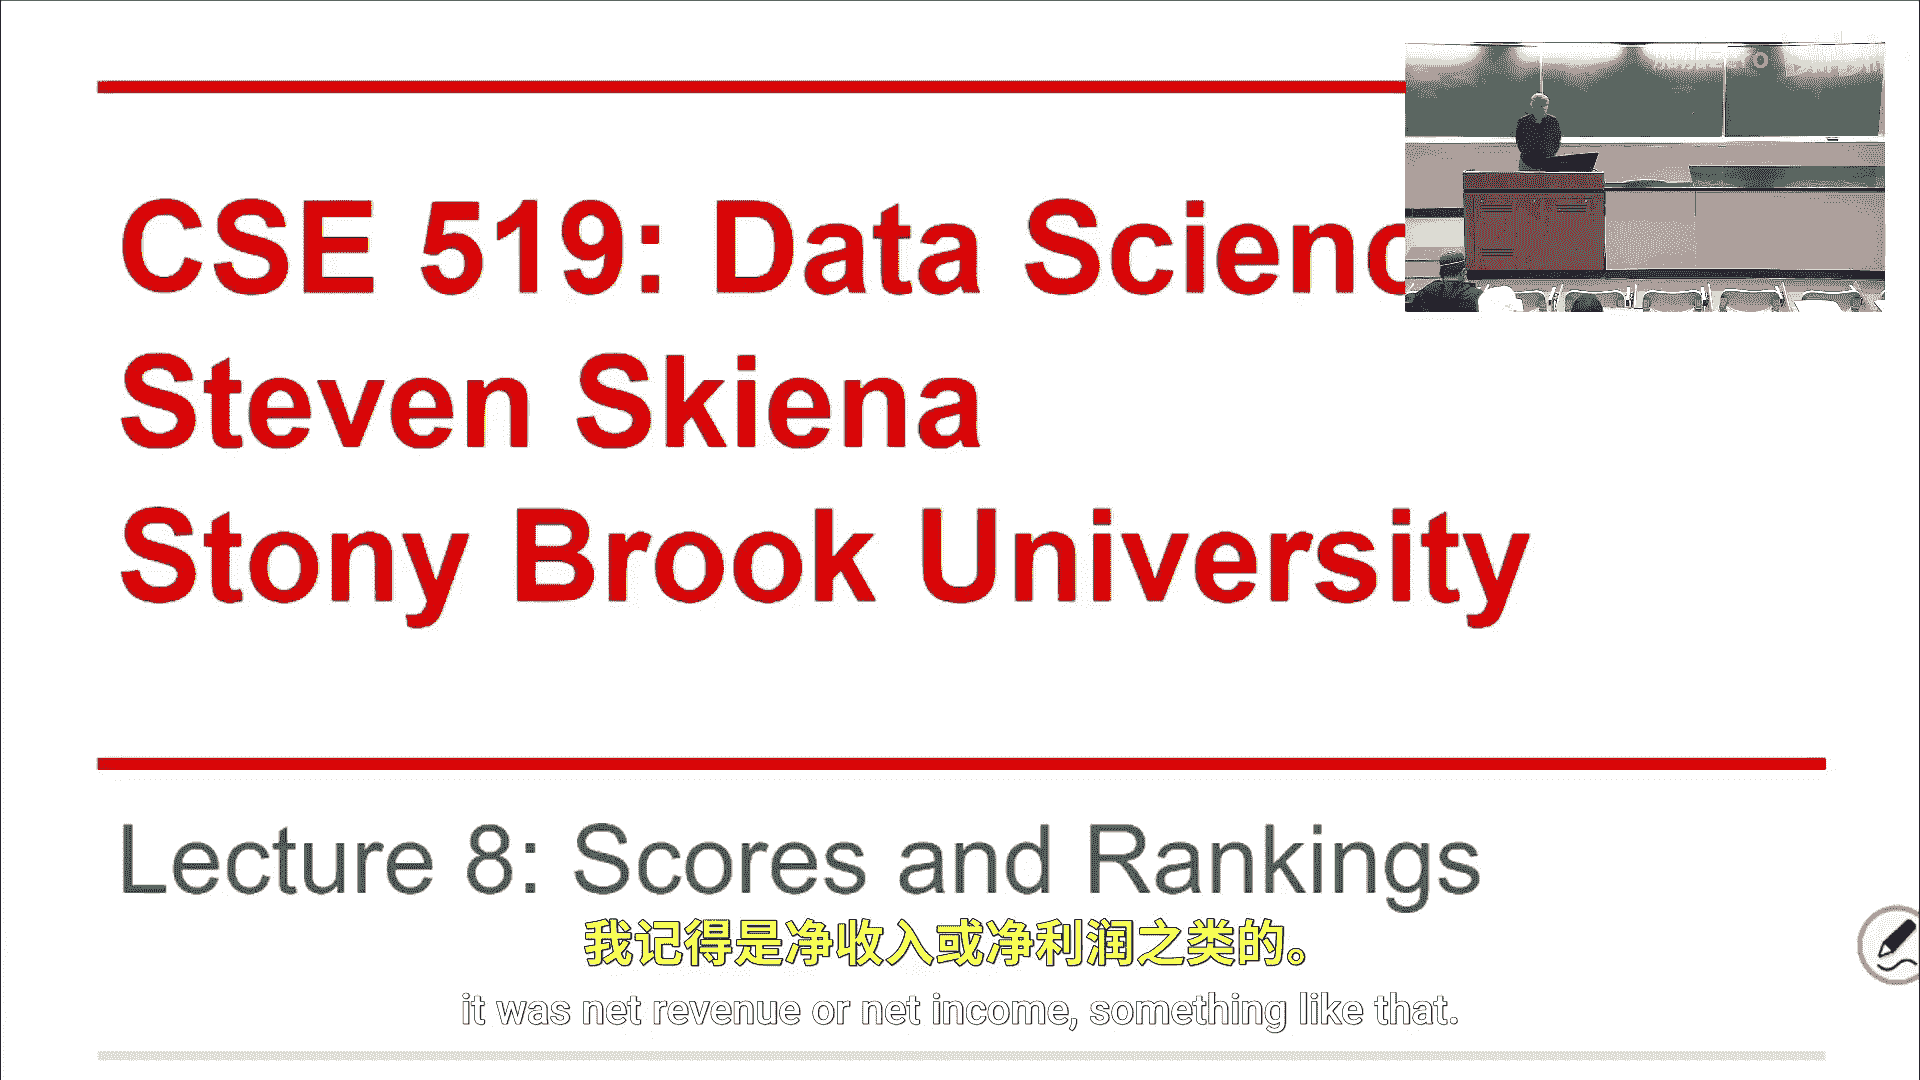 CSE 519: Data Scienc
Steven Skiena
Stony Brook University
Lecture 8: Scores and Rankings
我记得是净收入或净利润之类的。
it was net revenue or net income, something like that.